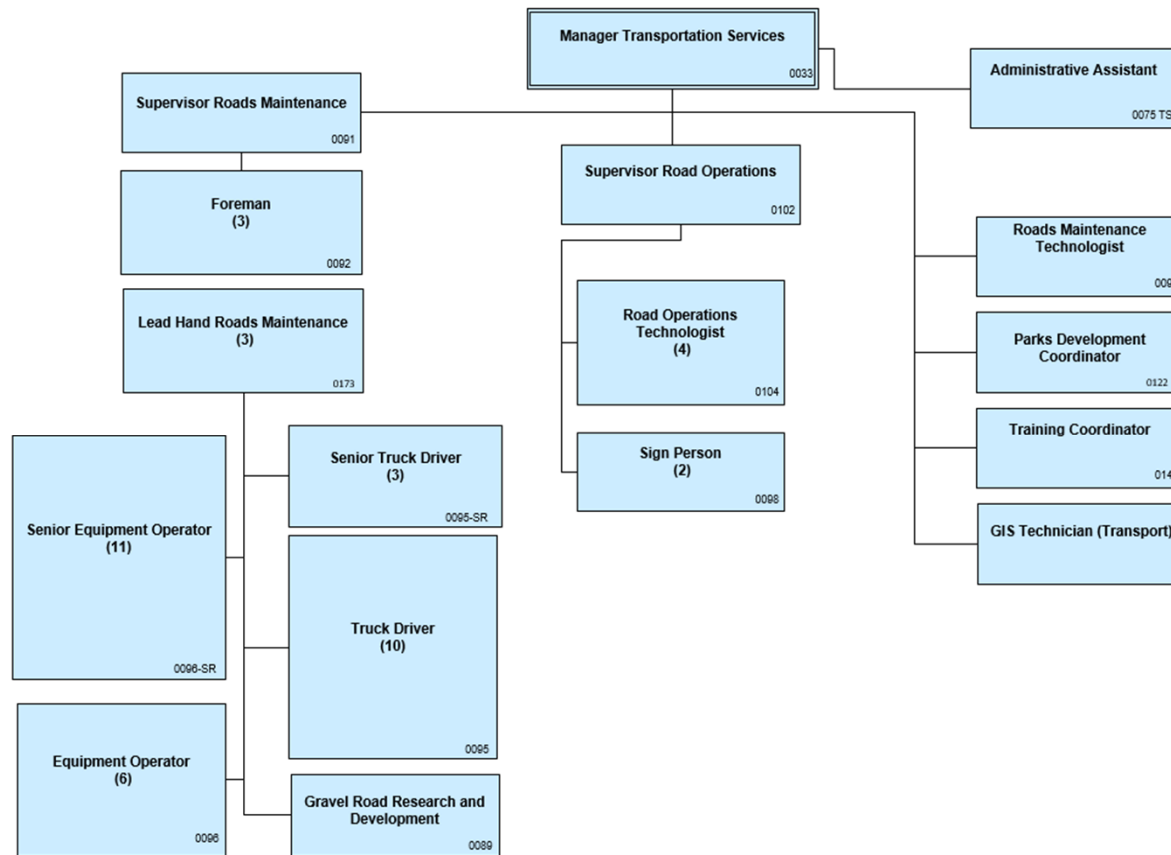 Manager Transportation Services
0033
Administrative Assistant
0075 TS
Supervisor Roads Maintenance
0091
Foreman
(3)
0092
Lead Hand Roads Maintenance
(3)
0173
Senior Equipment Operator
(11)
0096-SR
Equipment Operator
(6)
0096
Senior Truck Driver
(3)
0095-SR
Truck Driver
(10)
0095
Gravel Road Research and
Development
0089
Supervisor Road Operations
0102
Road Operations
Technologist
(4)
0104
Sign Person
(2)
0098
Roads Maintenance
Technologist
009
Parks Development
Coordinator
0122
Training Coordinator
014
GIS Technician (Transport)